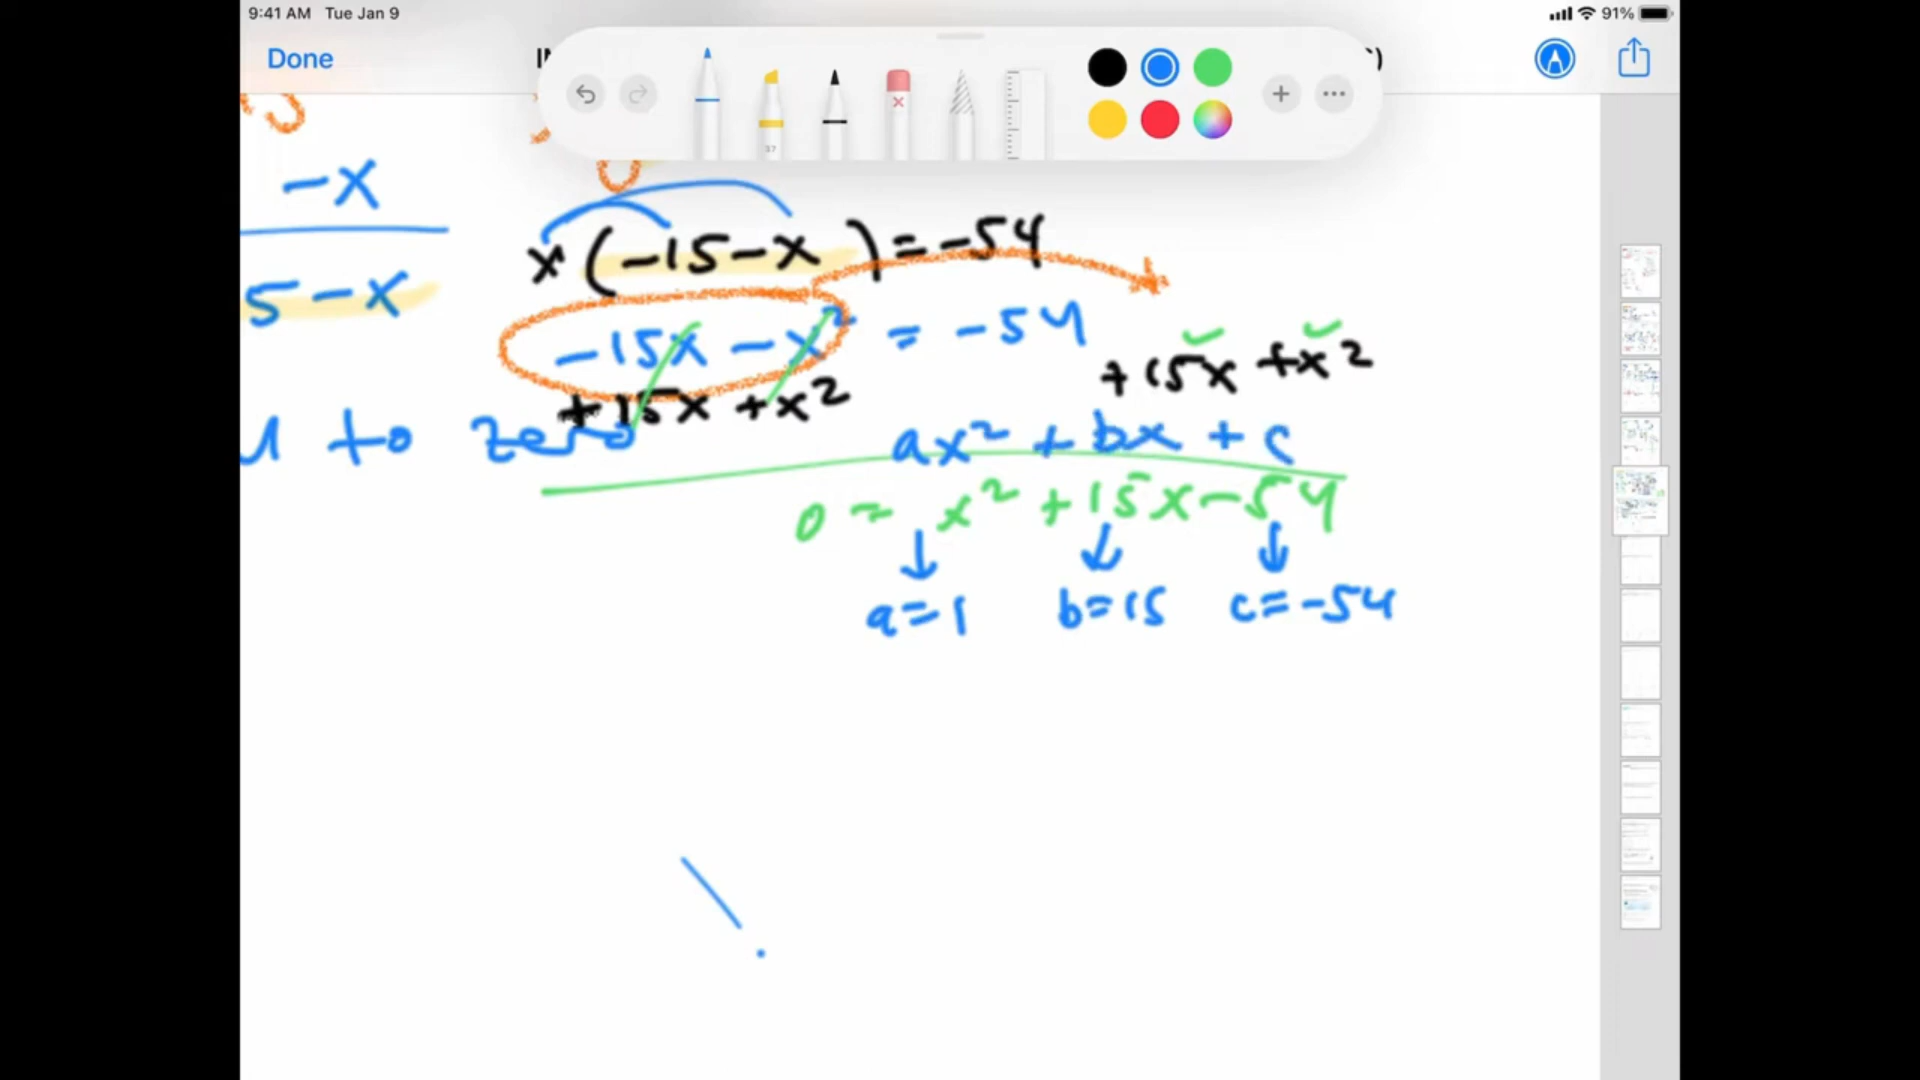 9:41 AM Tue Jan 9
91%
Done
37
-x
x(-15-x)=-54
5-x
-15x-x² = -54
+15x+x²
+15x+x²
to zero
ax²+bx+c
0=x²+15x-54
a=1 b=15 c=-54